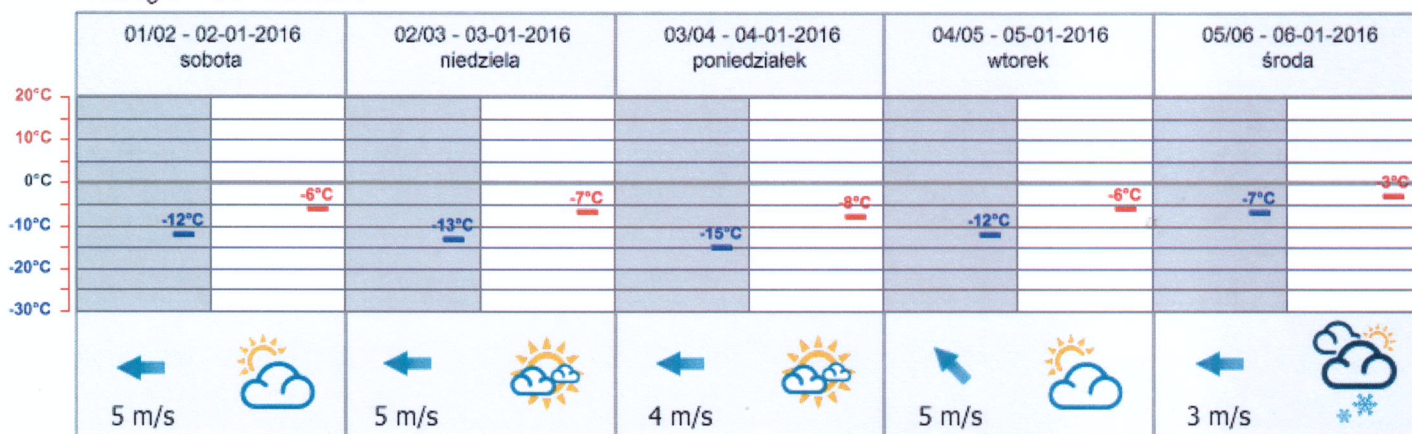 01/02 - 02-01-2016
sobota
02/03 - 03-01-2016
niedziela
03/04 - 04-01-2016
poniedziałek
04/05 - 05-01-2016
wtorek
05/06 - 06-01-2016
środa
20°C
10°C
0°C
-10°C
-20°C
-30°C
-12°C
-6°C
-13°C
-7°C
-15°C
-8°C
-12°C
-6°C
-7°C
-3°C
5 m/s
5 m/s
4 m/s
5 m/s
3 m/s